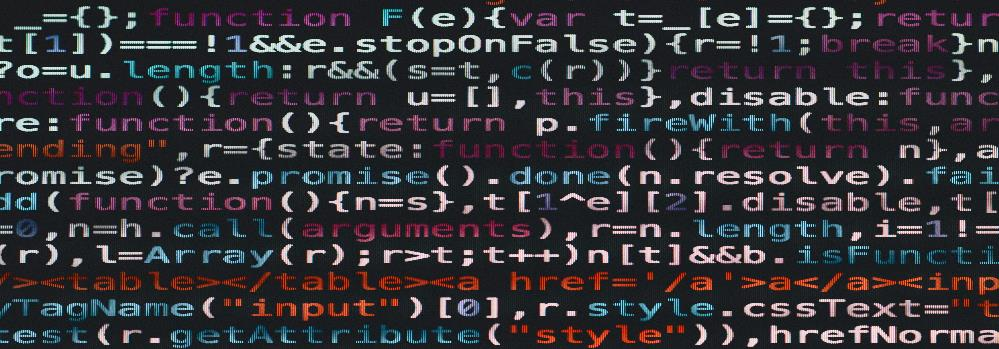 _={};function F(e){var t=_[e]={};retur
t[1])===!1&&e.stopOnFalse){r=!1;break}n
?o=u.length:r&&(s=t,c(r))}return this},
nction(){return u=[],this},disable:func
re:function(){return p.fireWith(this,ar
ending",r={state:function(){return n},a
romise)?e.promise().done(n.resolve).fai
dd(function(){n=s},t[1^e][2].disable,t[
=0,n=h.call(arguments),r=n.length,i=1!=
(r),l=Array(r);r>t;t++)n[t]&&b.isFuncti
/><table></table><a href='/a'>a</a><inp
/TagName("input")[0],r.style.cssText="t
test(r.getAttribute("style")),hrefNorma